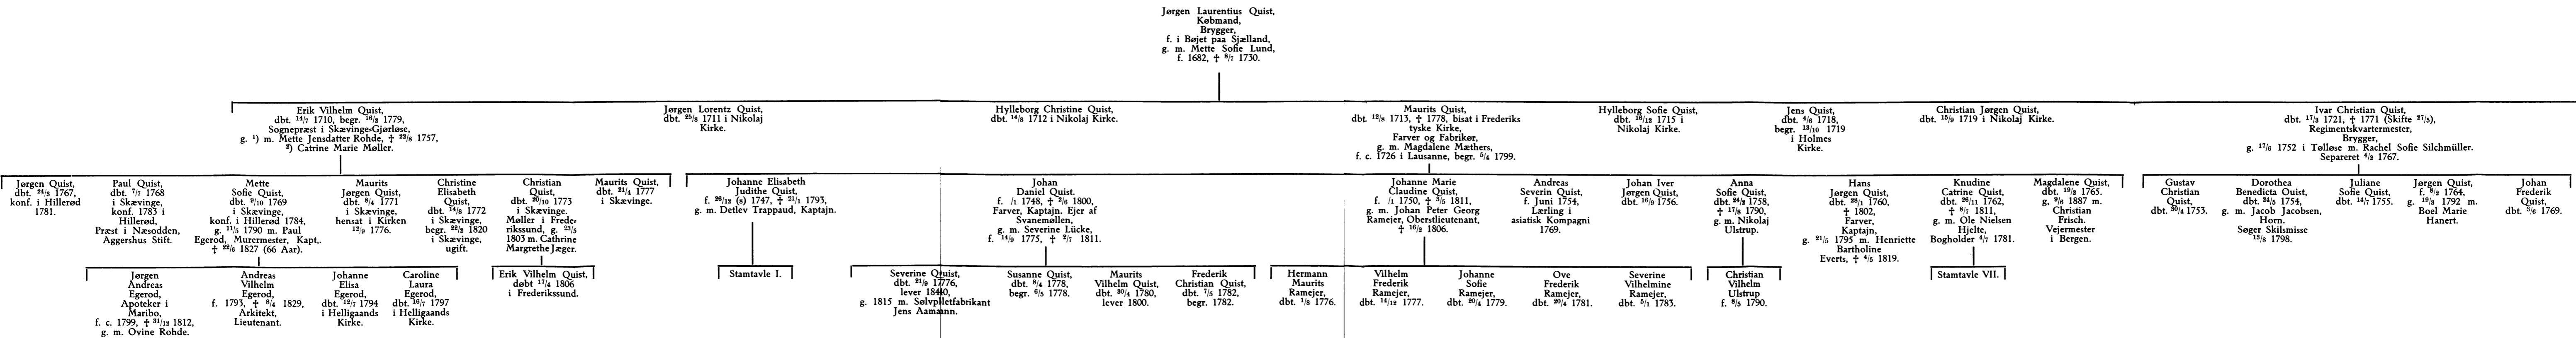 Jørgen Laurentius Quist,
Købmand,
Brygger,
f. i Bøjet paa Sjælland,
g. m. Mette Sofie Lund,
f. 1682, † 8/7 1730.
Erik Vilhelm Quist,
dbt. 14/7 1710, begr. 16/2 1779,
Sognepræst i Skævinge-Gjørløse,
g. 1) m. Mette Jensdatter Rohde, † 22/8 1757,
2) Catrine Marie Møller.
Jørgen Lorentz Quist,
dbt. 25/8 1711 i Nikolaj
Kirke.
Hylleborg Christine Quist,
dbt. 14/8 1712 i Nikolaj Kirke.
Maurits Quist,
dbt. 12/8 1713, † 1778, bisat i Frederiks
tyske Kirke,
Farver og Fabrikør,
g. m. Magdalene Mæthers,
f. c. 1726 i Lausanne, begr. 5/4 1799.
Hylleborg Sofie Quist,
dbt. 16/12 1715 i
Nikolaj Kirke.
Jens Quist,
dbt. 4/6 1718,
begr. 13/10 1719
i Holmes
Kirke.
Christian Jørgen Quist,
dbt. 15/9 1719 i Nikolaj Kirke.
Ivar Christian Quist,
dbt. 17/8 1721, † 1771 (Skifte 27/5),
Regimentskvartermester,
Brygger,
g. 17/6 1752 i Tølløse m. Rachel Sofie Silchmüller.
Separeret 4/2 1767.
Jørgen Quist,
dbt. 24/5 1767,
konf. i Hillerød
1781.
Paul Quist,
dbt. 7/7 1768
i Skævinge,
konf. 1783 i
Hillerød,
Præst i Næsodden,
Aggershus Stift.
Mette
Sofie Quist,
dbt. 9/10 1769
i Skævinge,
konf. i Hillerød 1784,
g. 11/5 1790 m. Paul
Egerod, Murermester, Kapt,.
† 22/6 1827 (66 Aar).
Maurits
Jørgen Quist,
dbt. 8/4 1771
i Skævinge,
hensat i Kirken
12/9 1776.
Christine
Elisabeth
Quist,
dbt. 14/8 1772
i Skævinge,
begr. 22/2 1820
i Skævinge,
ugift.
Christian
Quist,
dbt. 20/10 1773
i Skævinge.
Møller i Frede-
rikssund, g. 23/5
1803 m. Cathrine
Margrethe Jæger.
Maurits Quist,
dbt. 21/4 1777
i Skævinge.
Johanne Elisabeth
Judithe Quist,
f. 26/12 (8) 1747, † 21/1 1793,
g. m. Detlev Trappaud, Kaptajn.
Johan
Daniel Quist.
f. /1 1748, † 2/6 1800,
Farver, Kaptajn. Ejer af
Svanemøllen,
g. m. Severine Lücke,
f. 14/9 1775, † 2/7 1811.
Johanne Marie
Claudine Quist,
f. /1 1750, † 3/5 1811,
g. m. Johan Peter Georg
Ramejer, Oberstlieutenant,
† 16/2 1806.
Andreas
Severin Quist,
f. Juni 1754,
Lærling i
asiatisk Kompagni
1769.
Johan Iver
Jørgen Quist,
dbt. 16/9 1756.
Anna
Sofie Quist,
dbt. 24/2 1758,
† 17/8 1790,
g. m. Nikolaj
Ulstrup.
Hans
Jørgen Quist,
dbt. 28/1 1760,
† 1802,
Farver,
Kaptajn,
g. 21/5 1795 m. Henriette
Bartholine
Everts, † 4/5 1819.
Knudine
Catrine Quist,
dbt. 26/11 1762,
† 8/7 1811,
g. m. Ole Nielsen
Hjelte,
Bogholder 4/7 1781.
Magdalene Quist,
dbt. 19/2 1765.
g. 9/6 1887 m.
Christian
Frisch.
Vejermester
i Bergen.
Gustav
Christian
Quist,
dbt. 30/4 1753.
Dorothea
Benedicta Quist,
dbt. 24/5 1754,
g. m. Jacob Jacobsen,
Horn.
Søger Skilsmisse
13/8 1798.
Juliane
Sofie Quist,
dbt. 14/7 1755.
Jørgen Quist,
f. 8/2 1764,
g. 19/8 1792 m.
Boel Marie
Hanert.
Johan
Frederik
Quist,
dbt. 3/6 1769.
Jørgen
Andreas
Egerod,
Apoteker i
Maribo,
f. c. 1799, † 31/12 1812,
g. m. Ovine Rohde.
Andreas
Vilhelm
Egerod,
f. 1793, † 8/4 1829,
Arkitekt,
Lieutenant.
Johanne
Elisa
Egerod,
dbt. 12/7 1794
i Helligaands
Kirke.
Caroline
Laura
Egerod,
dbt. 16/7 1797
i Helligaands
Kirke.
Erik Vilhelm Quist,
døbt 17/4 1806
i Frederikssund.
Stamtavle I.
Severine Quist,
dbt. 21/9 1776,
lever 1840,
g. 1815 m. Sølvpletfabrikant
Jens Aamann.
Susanne Quist,
dbt. 8/4 1778,
begr. 6/5 1778.
Maurits
Vilhelm Quist,
dbt. 30/4 1780,
lever 1800.
Frederik
Christian Quist,
dbt. 7/5 1782,
begr. 1782.
Hermann
Maurits
Ramejer,
dbt. 1/8 1776.
Vilhelm
Frederik
Ramejer,
dbt. 14/12 1777.
Johanne
Sofie
Ramejer,
dbt. 20/4 1779.
Ove
Frederik
Ramejer,
dbt. 20/4 1781.
Severine
Vilhelmine
Ramejer,
dbt. 5/1 1783.
Christian
Vilhelm
Ulstrup
f. 8/5 1790.
Stamtavle VII.